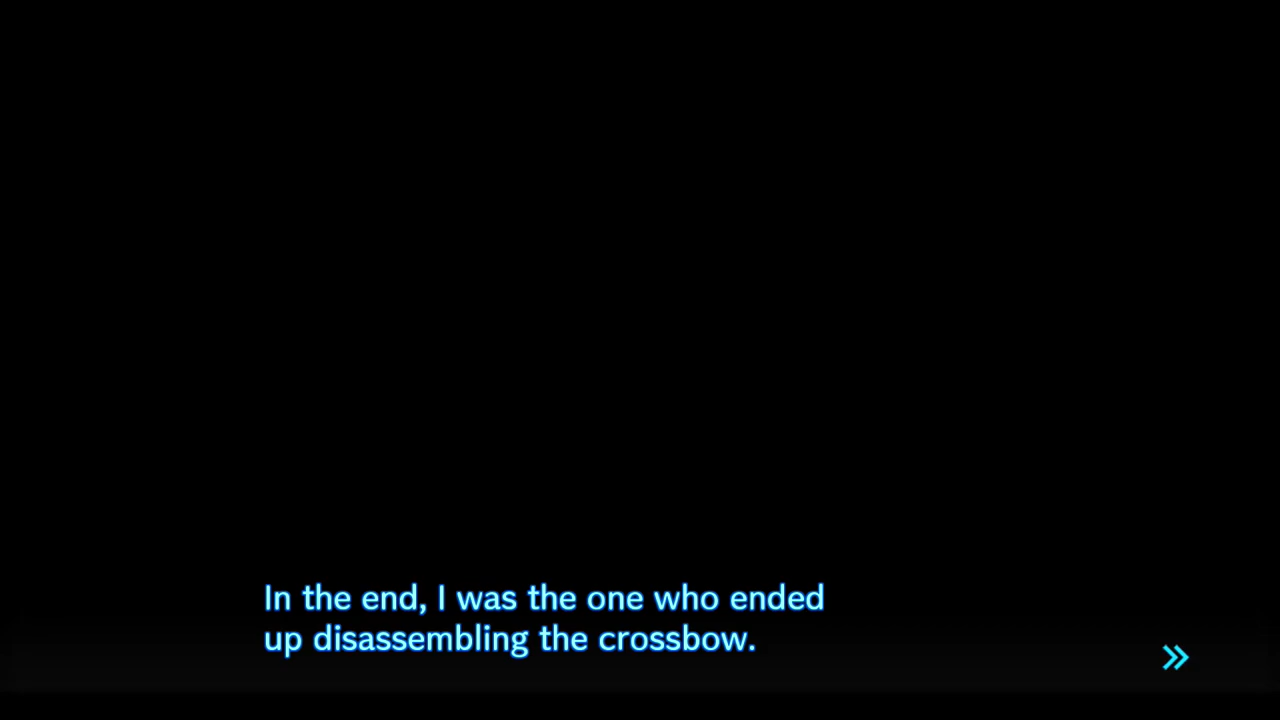 In the end, I was the one who ended
up disassembling the crossbow.